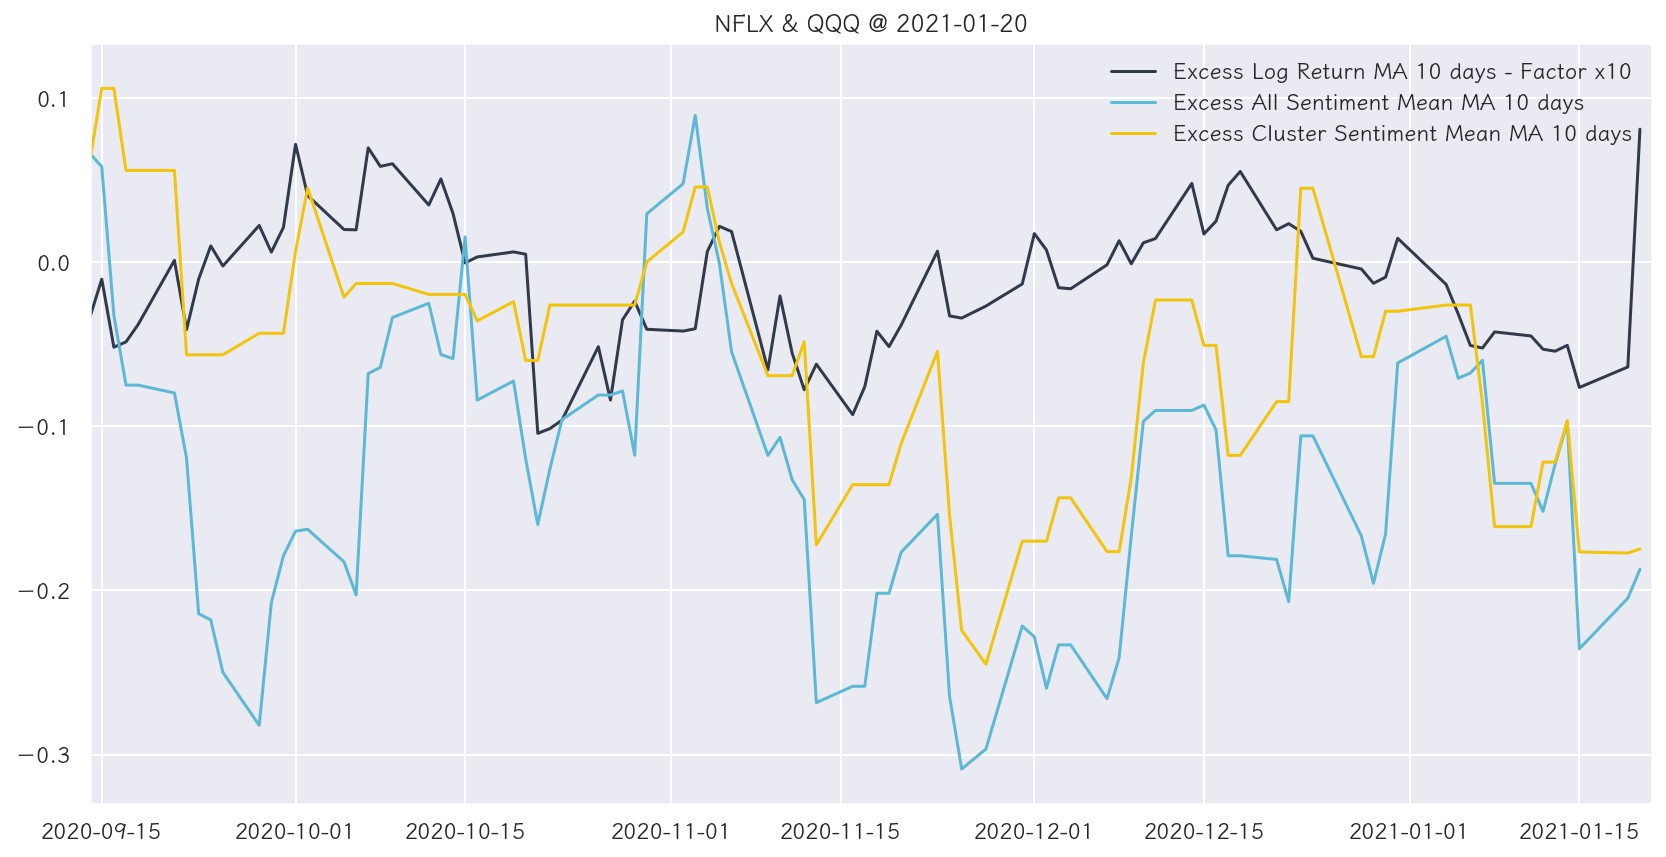 NFLX & QQQ @ 2021-01-20
Excess Log Return MA 10 days - Factor x10
Excess All Sentiment Mean MA 10 days
Excess Cluster Sentiment Mean MA 10 days
0.1
0.0
−0.1
−0.2
−0.3
2020-09-15 2020-10-01 2020-10-15 2020-11-01 2020-11-15 2020-12-01 2020-12-15 2021-01-01 2021-01-15